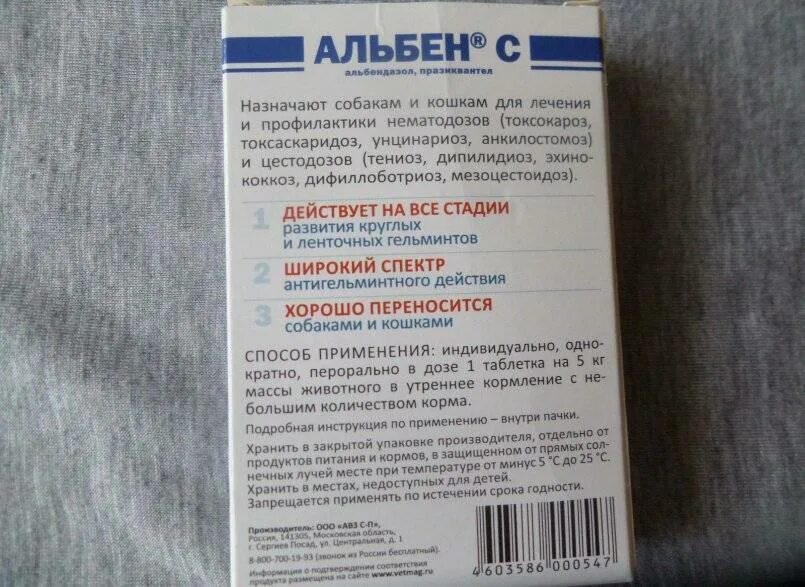 АЛЬБЕН® С
альбендазол, празиквантел
Назначают собакам и кошкам для лечения
и профилактики нематодозов (токсокароз,
токсаскаридоз, унцинариоз, анкилостомоз)
и цестодозов (тениоз, дипилидиоз, эхино-
кокkоз, дифиллоботриоз, мезоцестоидоз).
1 ДЕЙСТВУЕТ НА ВСЕ СТАДИИ
развития круглых
и ленточных гельминтов
2 ШИРОКИЙ СПЕКТР
антигельминтного действия
3 ХОРОШО ПЕРЕНОСИТСЯ
собаками и кошками
СПОСОБ ПРИМЕНЕНИЯ: индивидуально, одно-
кратно, перорально в дозе 1 таблетка на 5 кг
массы животного в утреннее кормление с не-
большим количеством корма.
Подробная инструкция по применению – внутри пачки.
Хранить в закрытой упаковке производителя, отдельно от
продуктов питания и кормов, в защищенном от прямых сол-
нечных лучей месте при температуре от минус 5 °С до 25 °С.
Хранить в местах, недоступных для детей.
Запрещается применять по истечении срока годности.
Производитель: ООО «АВЗ С-П»,
Россия, 141305, Московская область,
г. Сергиев Посад, ул. Центральная, д. 1
8-800-700-19-93 (звонок из России бесплатный).
Информация о подтверждении соответствия
продукта размещена на сайте www.vetmag.ru
4 603586 000547